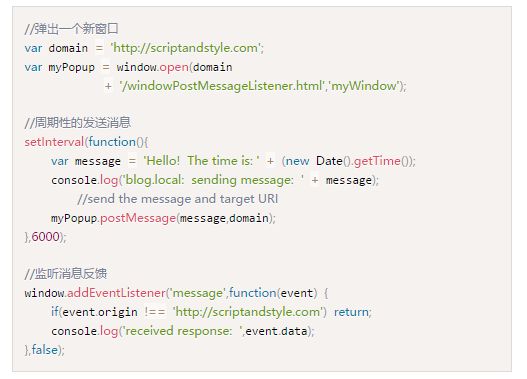 //弹出一个新窗口
var domain = 'http://scriptandstyle.com';
var myPopup = window.open(domain
            + '/windowPostMessageListener.html','myWindow');

//周期性的发送消息
setInterval(function(){
    var message = 'Hello!  The time is: ' + (new Date().getTime());
    console.log('blog.local:  sending message:  ' + message);
        //send the message and target URI
    myPopup.postMessage(message,domain);
},6000);

//监听消息反馈
window.addEventListener('message',function(event) {
    if(event.origin !== 'http://scriptandstyle.com') return;
    console.log('received response:  ',event.data);
},false);